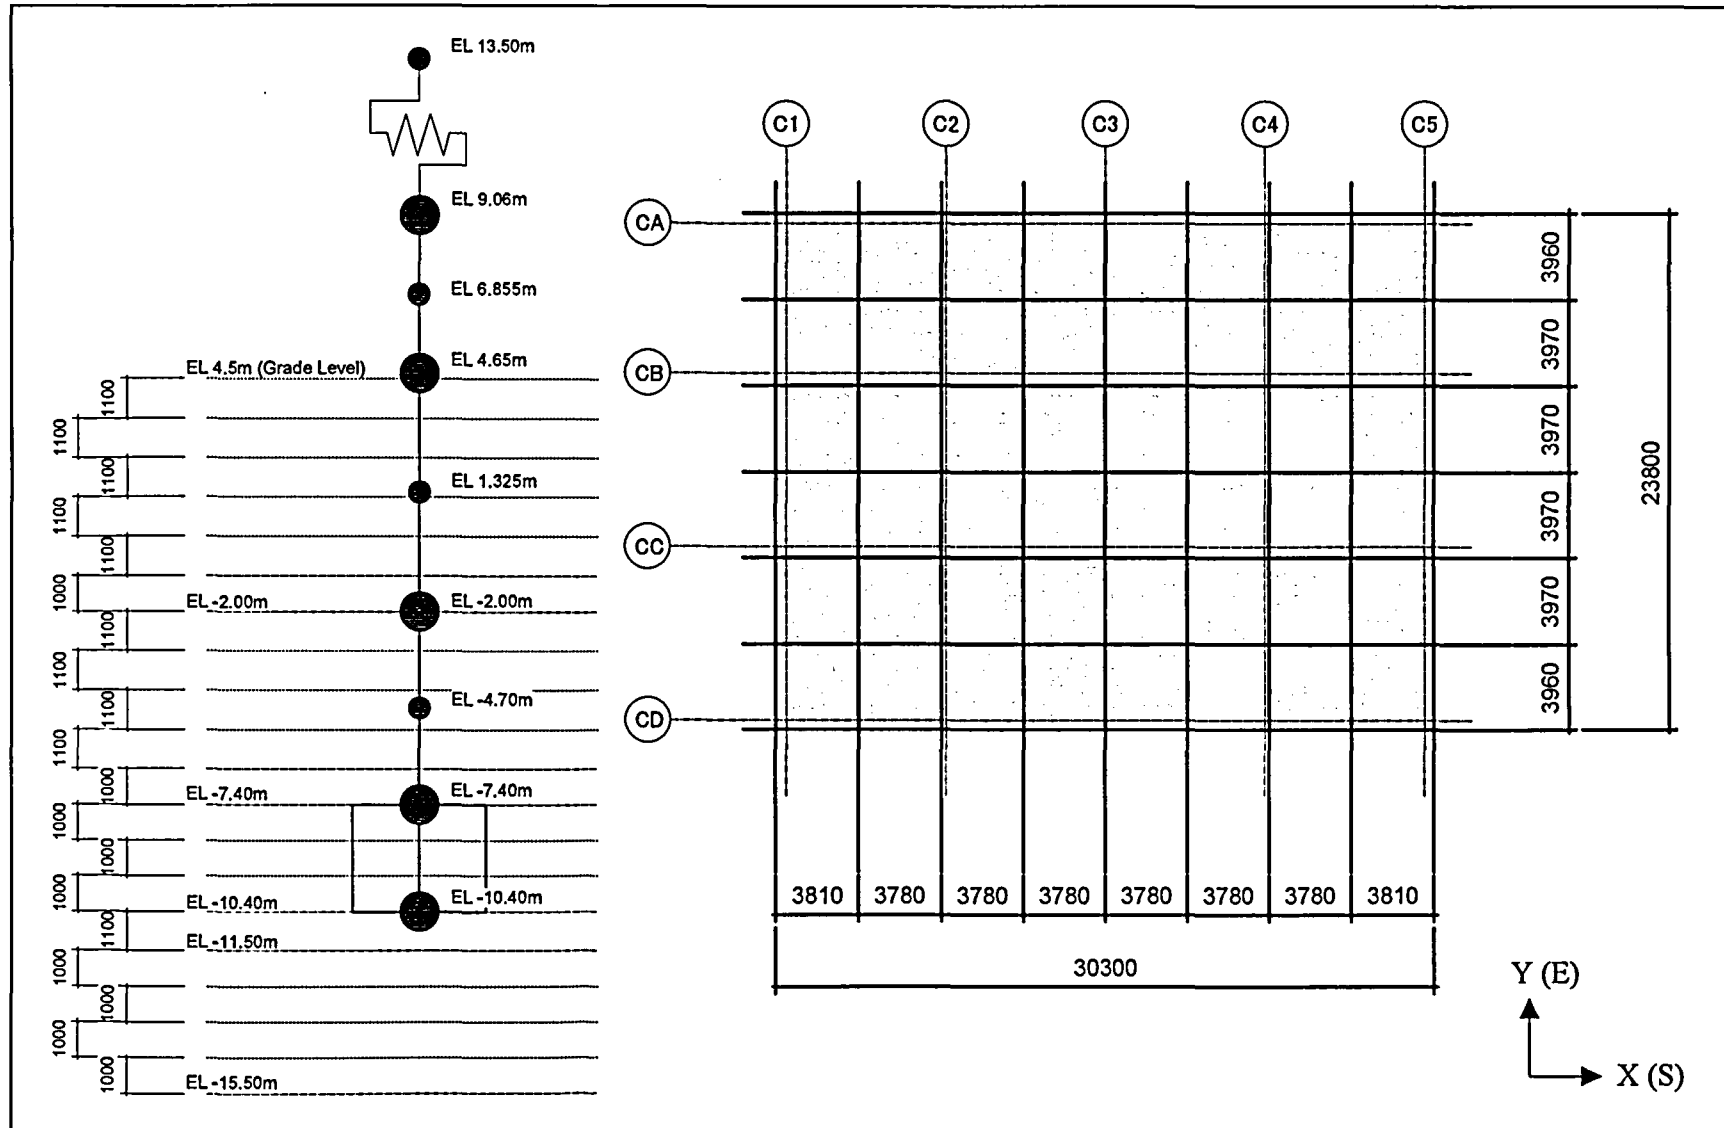 EL 13.50m
EL 9.06m
EL 6.855m
EL 4.65m
EL 4.5m (Grade Level)
1100
1100
1100
EL 1.325m
1100
1100
1000
EL -2.00m
EL -2.00m
1100
1100
EL -4.70m
1100
1100
1000
EL -7.40m
EL -7.40m
1000
1000
1000
EL -10.40m
EL -10.40m
1100
EL -11.50m
1000
1000
1000
1000
EL -15.50m
C1 C2 C3 C4 C5
CA
CB
CC
CD
3960
3970
3970
3970
3970
3960
23800
3810 3780 3780 3780 3780 3780 3780 3810
30300
Y (E)
X (S)